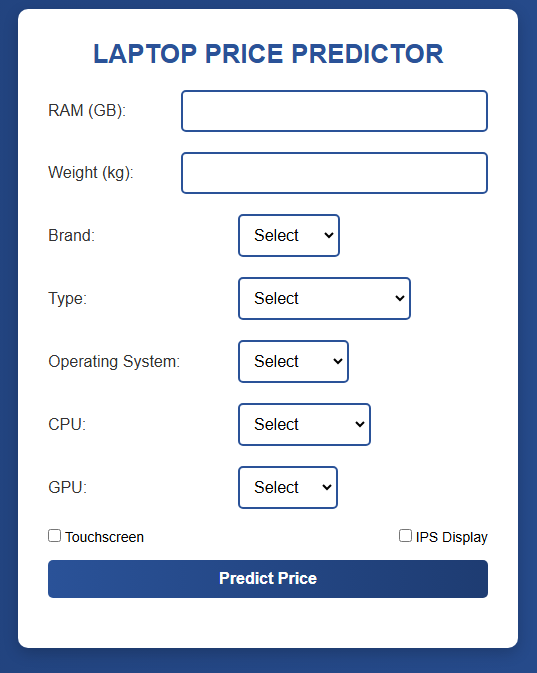 LAPTOP PRICE PREDICTOR
RAM (GB):
Weight (kg):
Brand: Select
Type: Select
Operating System: Select
CPU: Select
GPU: Select
Touchscreen IPS Display
Predict Price